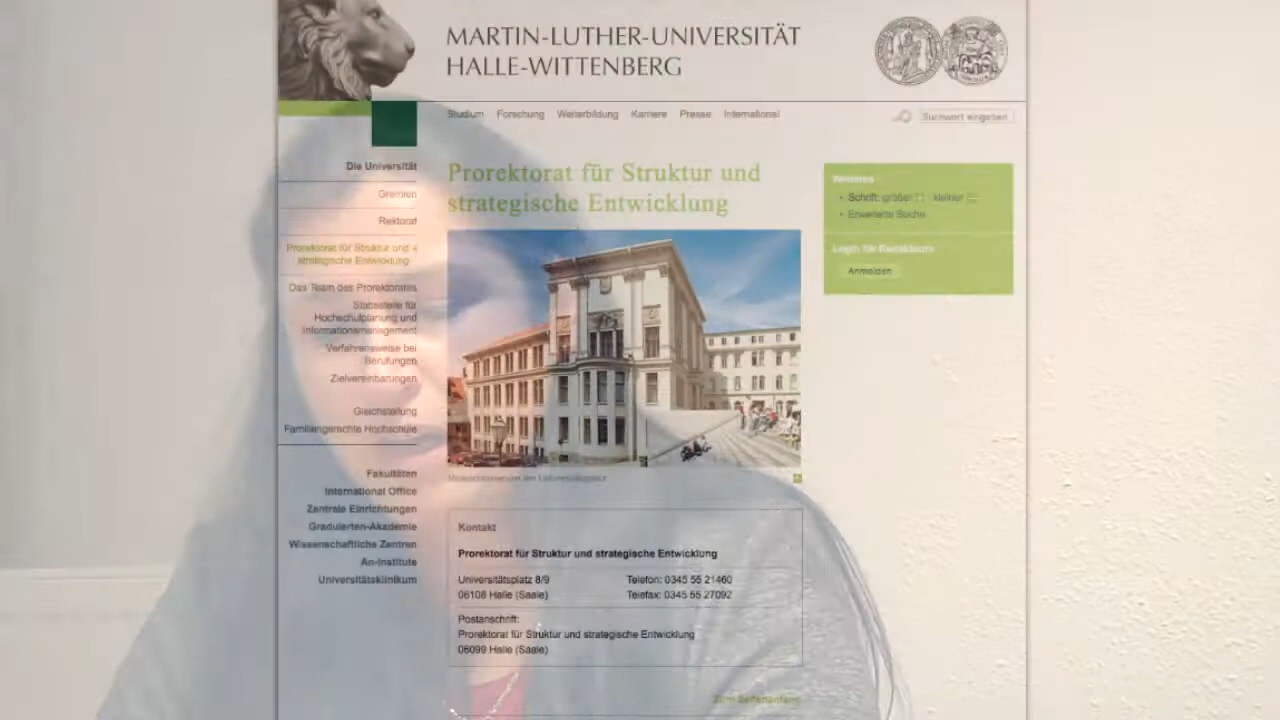 MARTIN-LUTHER-UNIVERSITÄT
HALLE-WITTENBERG
Studium Forschung Weiterbildung Karriere Presse International
Suchwort eingeben
Die Universität
Gremien
Rektorat
Prorektorat für Struktur und
strategische Entwicklung
Das Team des Prorektorates
Stabsstelle für
Hochschulplanung und
Informationsmanagement
Verfahrensweise bei
Berufungen
Zielvereinbarungen
Gleichstellung
Familiengerechte Hochschule
Fakultäten
International Office
Zentrale Einrichtungen
Graduierten-Akademie
Wissenschaftliche Zentren
An-Institute
Universitätsklinikum
Prorektorat für Struktur und
strategische Entwicklung
Kontakt
Prorektorat für Struktur und strategische Entwicklung
Universitätsplatz 8/9
06108 Halle (Saale)
Telefon: 0345 55 21460
Telefax: 0345 55 27092
Postanschrift:
Prorektorat für Struktur und strategische Entwicklung
06099 Halle (Saale)
Zum Seitenanfang
Weiteres
Schrift: größer kleiner
Erweiterte Suche
Login für Redakteure
Anmelden